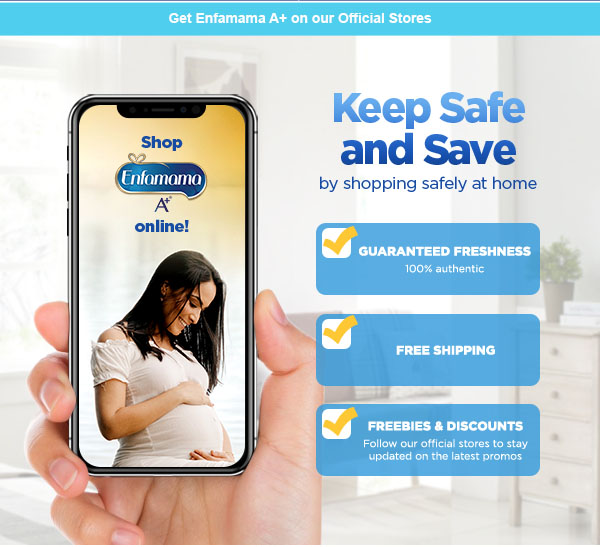 Get Enfamama A+ on our Official Stores
Shop
Enfamama
A+
online!
Keep Safe
and Save
by shopping safely at home
GUARANTEED FRESHNESS
100% authentic
FREE SHIPPING
FREEBIES & DISCOUNTS
Follow our official stores to stay
updated on the latest promos